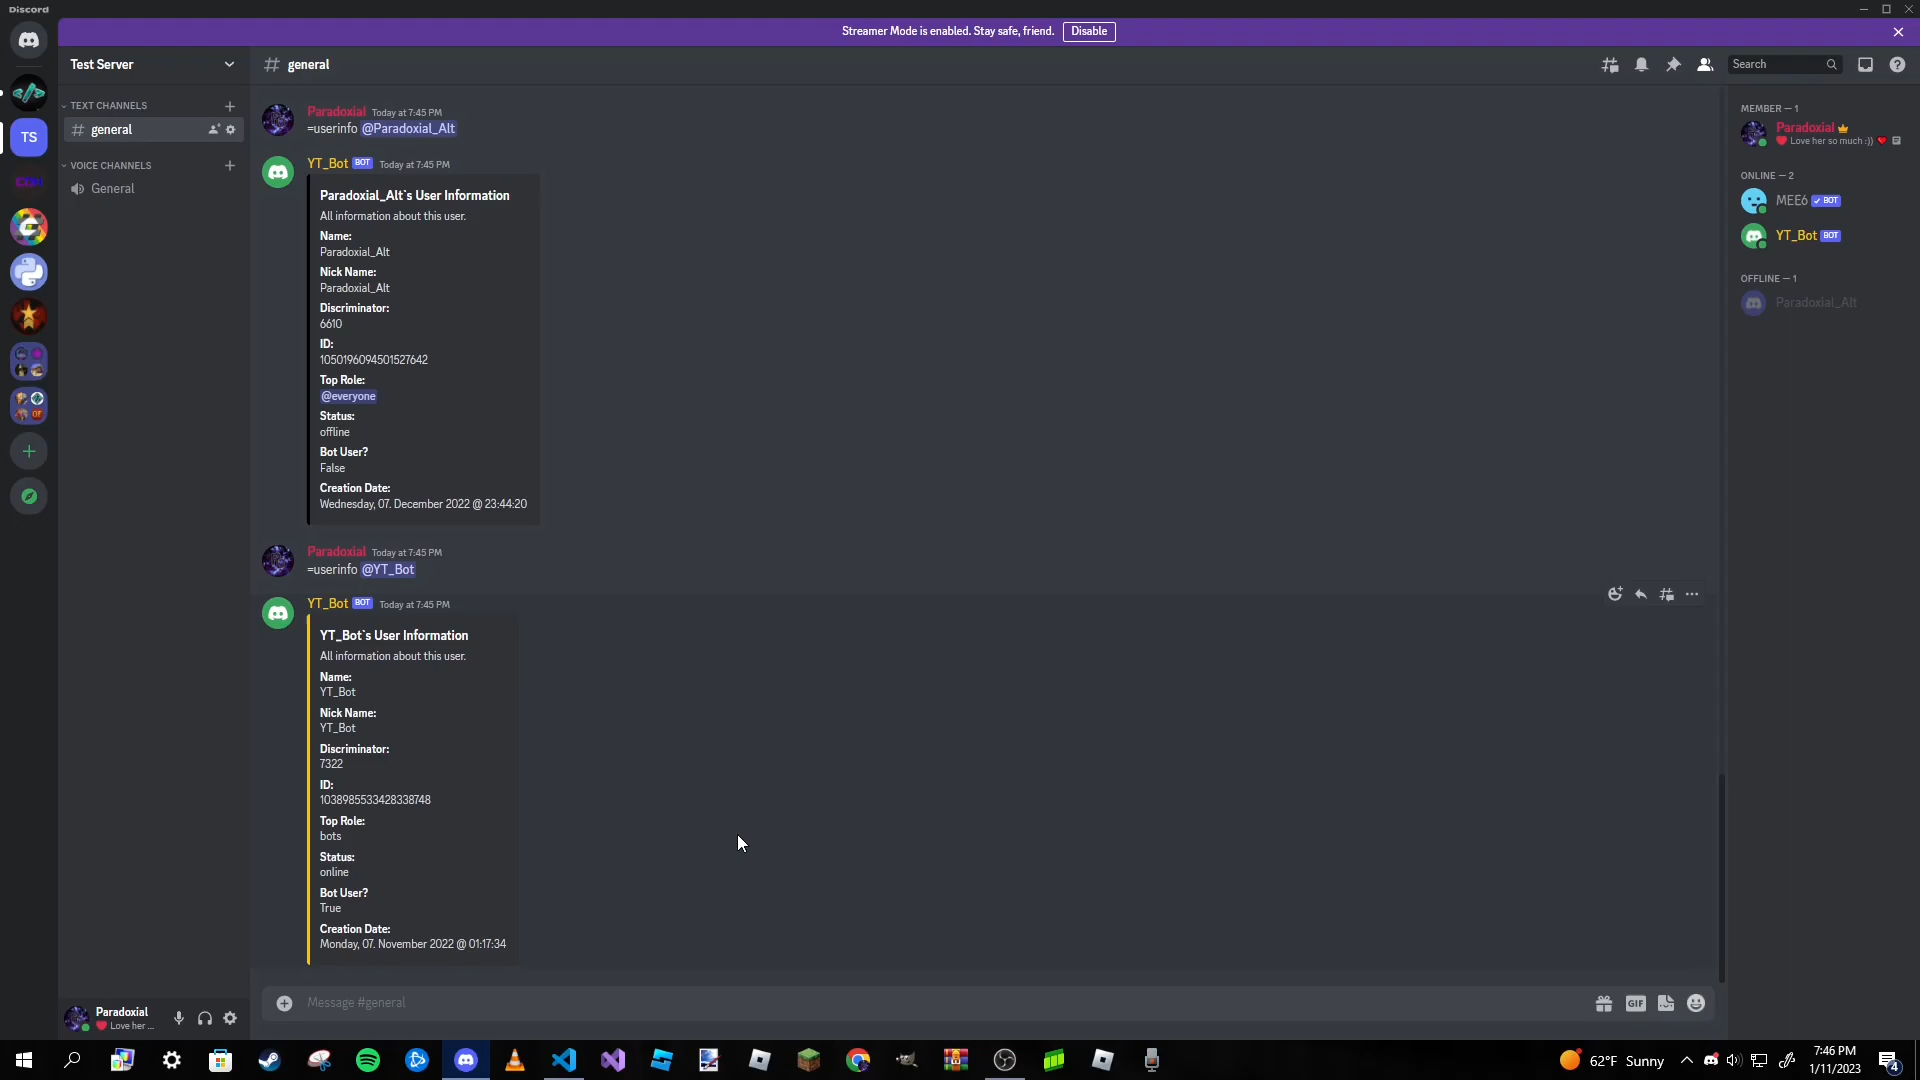 Discord
Streamer Mode is enabled. Stay safe, friend. Disable
Test Server
general
Search
TEXT CHANNELS
general
VOICE CHANNELS
General
TS
Paradoxial Today at 7:45 PM
=userinfo @Paradoxial_Alt
YT_Bot BOT Today at 7:45 PM
Paradoxial_Alt`s User Information
All information about this user.
Name:
Paradoxial_Alt
Nick Name:
Paradoxial_Alt
Discriminator:
6610
ID:
1050196094501527642
Top Role:
@everyone
Status:
offline
Bot User?
False
Creation Date:
Wednesday, 07. December 2022 @ 23:44:20
Paradoxial Today at 7:45 PM
=userinfo @YT_Bot
YT_Bot BOT Today at 7:45 PM
YT_Bot`s User Information
All information about this user.
Name:
YT_Bot
Nick Name:
YT_Bot
Discriminator:
7322
ID:
1038985533428338748
Top Role:
bots
Status:
online
Bot User?
True
Creation Date:
Monday, 07. November 2022 @ 01:17:34
Message #general
GIF
MEMBER — 1
Paradoxial
Love her so much :))
ONLINE — 2
MEE6 ✓ BOT
YT_Bot BOT
OFFLINE — 1
Paradoxial_Alt
Paradoxial
Love her ...
62°F Sunny
7:46 PM
1/11/2023
4